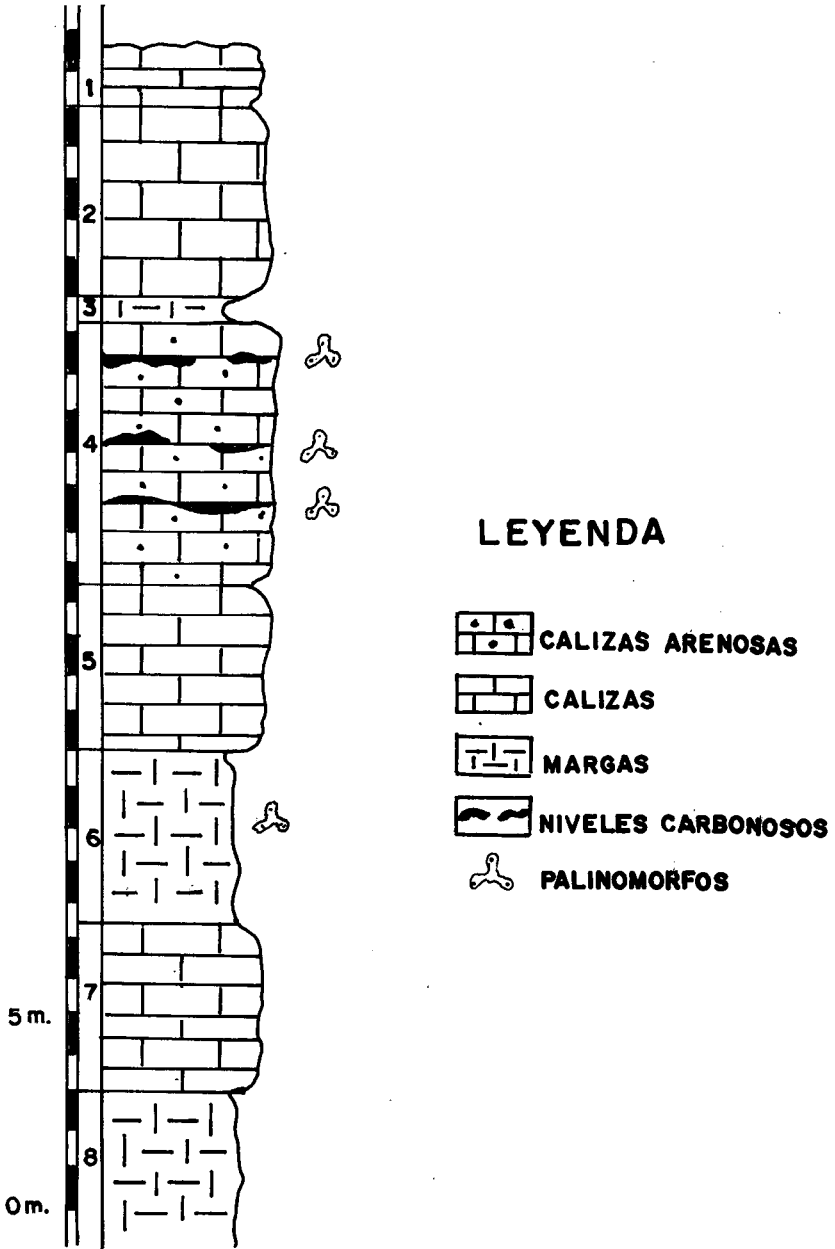 1
2
3
4
5
6
7
8
5 m.
0 m.
LEYENDA
CALIZAS ARENOSAS
CALIZAS
MARGAS
NIVELES CARBONOSOS
PALINOMORFOS